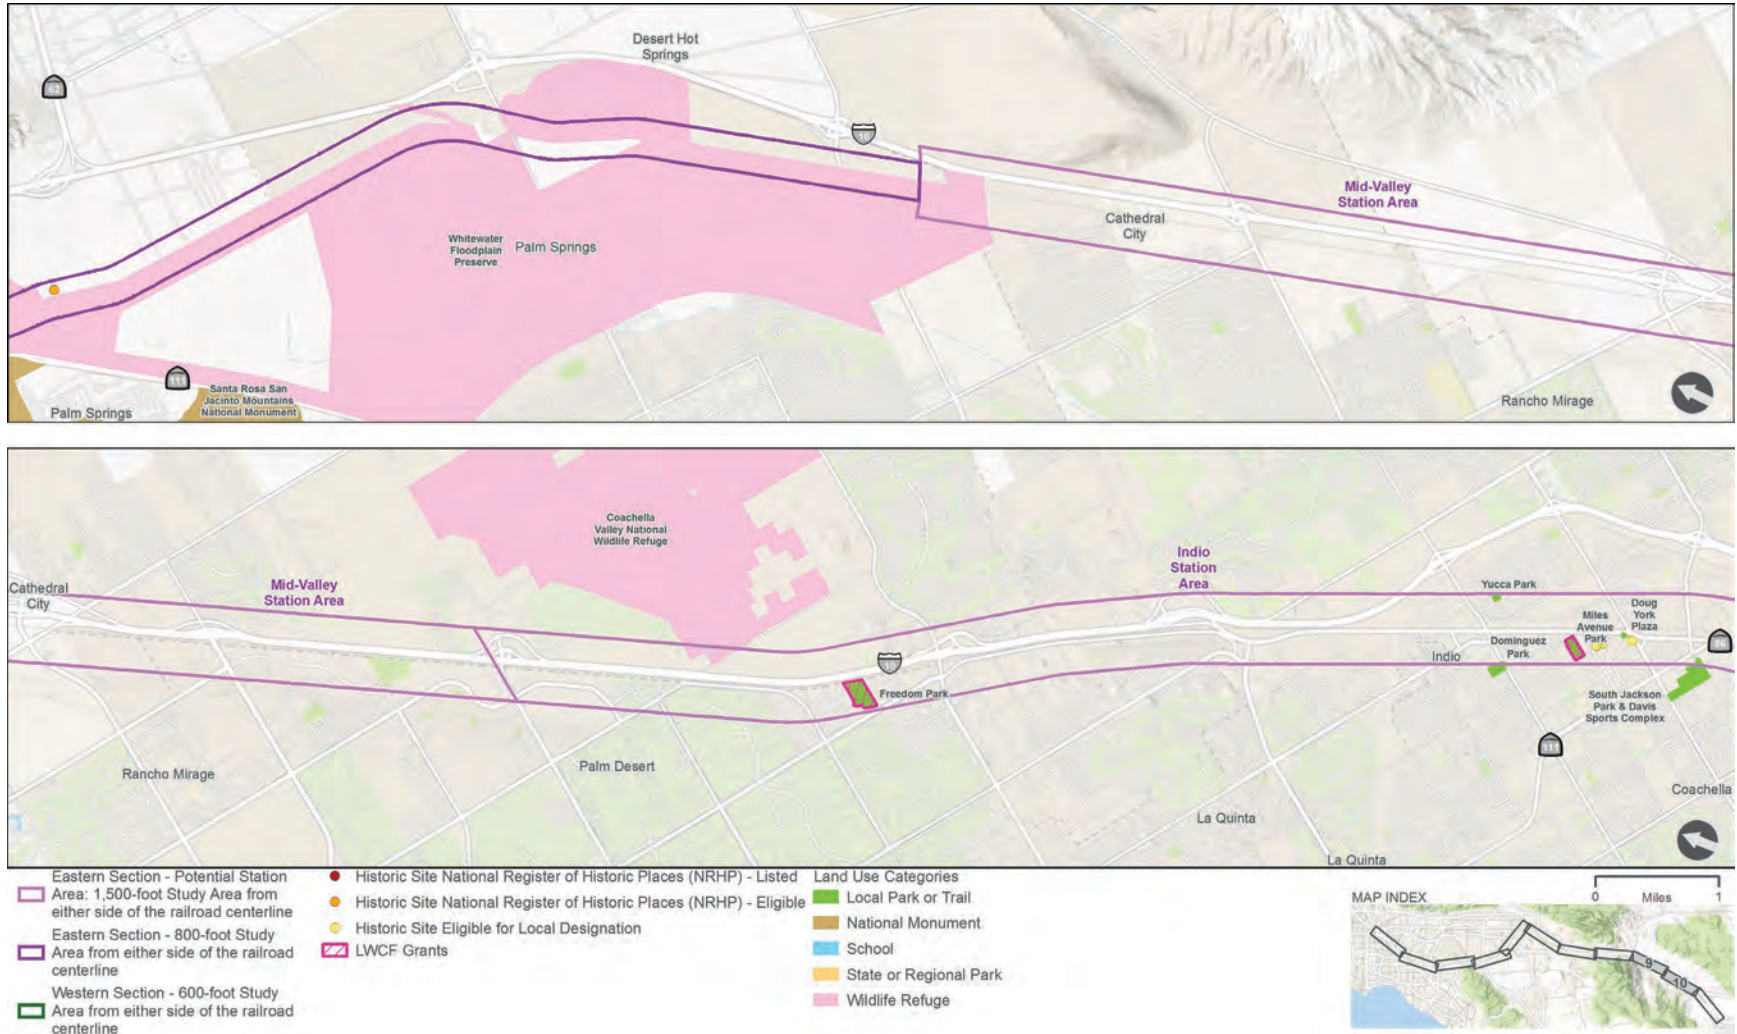 Desert Hot
Springs
62
10
Mid-Valley
Station Area
Cathedral
City
Whitewater
Floodplain
Preserve
Palm Springs
111
Santa Rosa San
Jacinto Mountains
National Monument
Palm Springs
Rancho Mirage
Coachella
Valley National
Wildlife Refuge
Cathedral
City
Mid-Valley
Station Area
Indio
Station
Area
Yucca Park
Doug
York
Plaza
Miles
Avenue
Park
Dominguez
Park
Indio
86
10
Freedom Park
South Jackson
Park & Davis
Sports Complex
111
Rancho Mirage
Palm Desert
Coachella
La Quinta
La Quinta
Eastern Section - Potential Station
Area: 1,500-foot Study Area from
either side of the railroad centerline
Eastern Section - 800-foot Study
Area from either side of the railroad
centerline
Western Section - 600-foot Study
Area from either side of the railroad
centerline
Historic Site National Register of Historic Places (NRHP) - Listed
Historic Site National Register of Historic Places (NRHP) - Eligible
Historic Site Eligible for Local Designation
LWCF Grants
Land Use Categories
Local Park or Trail
National Monument
School
State or Regional Park
Wildlife Refuge
MAP INDEX
0 Miles 1
9
10